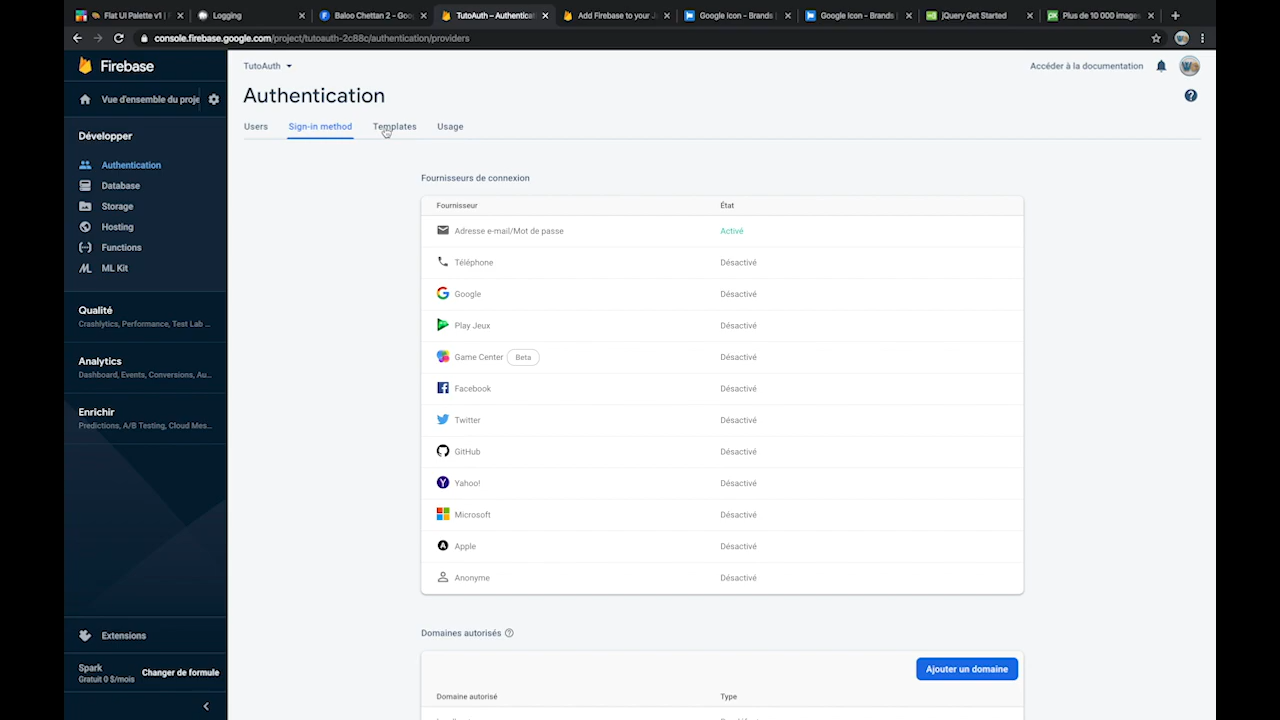 Flat UI Palette v1 | F
Logging
Baloo Chettan 2 - Goo
TutoAuth – Authentica
Add Firebase to your J
Google Icon - Brands |
Google Icon - Brands |
jQuery Get Started
Plus de 10 000 images
console.firebase.google.com/project/tutoauth-2c88c/authentication/providers
Firebase
Vue d'ensemble du proje
Développer
Authentication
Database
Storage
Hosting
Functions
ML Kit
Qualité
Crashlytics, Performance, Test Lab ...
Analytics
Dashboard, Events, Conversions, Au...
Enrichir
Predictions, A/B Testing, Cloud Mes...
Extensions
Spark
Gratuit 0 $/mois
Changer de formule
TutoAuth
Accéder à la documentation
Authentication
Users
Sign-in method
Templates
Usage
Fournisseurs de connexion
Fournisseur État
Adresse e-mail/Mot de passe Activé
Téléphone Désactivé
Google Désactivé
Play Jeux Désactivé
Game Center Beta Désactivé
Facebook Désactivé
Twitter Désactivé
GitHub Désactivé
Yahoo! Désactivé
Microsoft Désactivé
Apple Désactivé
Anonyme Désactivé
Domaines autorisés
Ajouter un domaine
Domaine autorisé Type